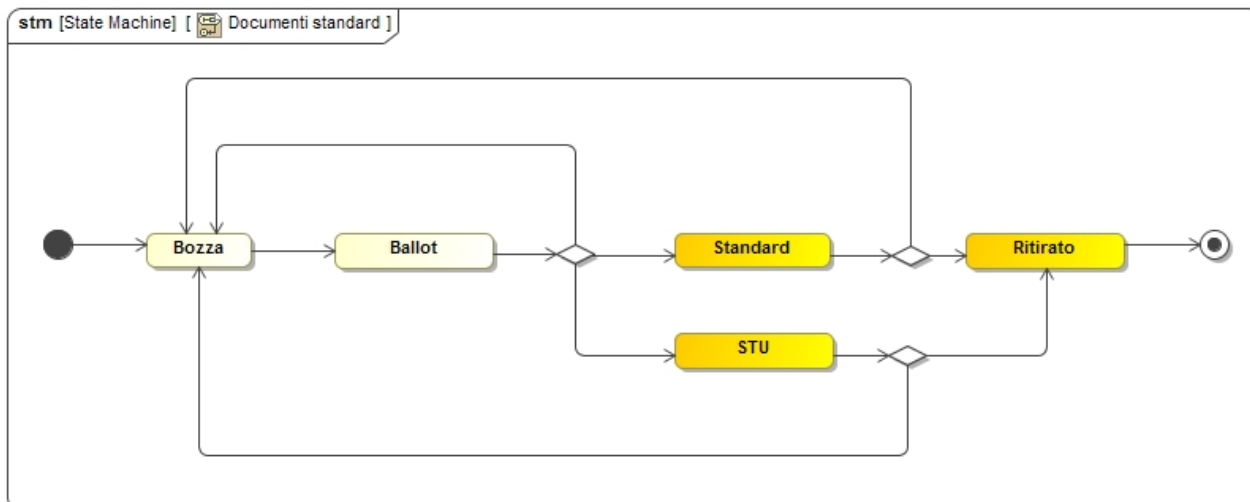 stm [State Machine] [ Documenti standard ]
Bozza
Ballot
Standard
Ritirato
STU